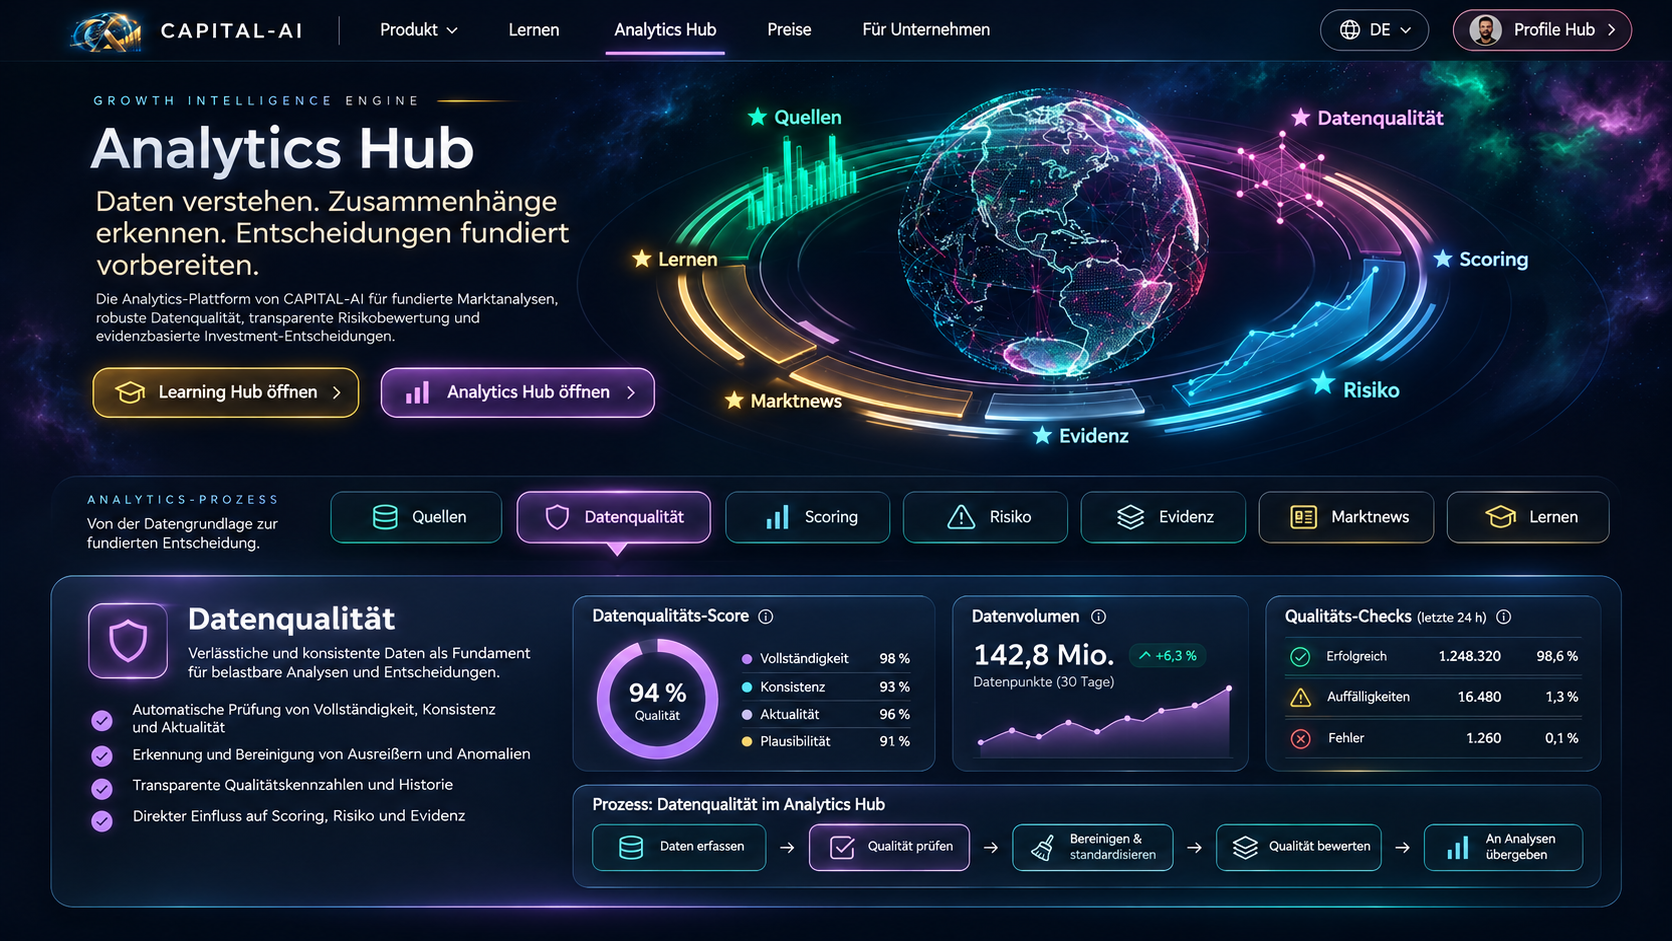 CAPITAL-AI
Produkt
Lernen
Analytics Hub
Preise
Für Unternehmen
DE
Profile Hub
GROWTH INTELLIGENCE ENGINE
Analytics Hub
Daten verstehen. Zusammenhänge
erkennen. Entscheidungen fundiert
vorbereiten.
Die Analytics-Plattform von CAPITAL-AI für fundierte Marktanalysen,
robuste Datenqualität, transparente Risikobewertung und
evidenzbasierte Investment-Entscheidungen.
Learning Hub öffnen
Analytics Hub öffnen
Quellen
Datenqualität
Lernen
Scoring
Marktnews
Risiko
Evidenz
ANALYTICS-PROZESS
Von der Datengrundlage zur
fundierten Entscheidung.
Quellen
Datenqualität
Scoring
Risiko
Evidenz
Marktnews
Lernen
Datenqualität
Verlässtiche und konsistente Daten als Fundament
für belastbare Analysen und Entscheidungen.
Automatische Prüfung von Vollständigkeit, Konsistenz
und Aktualität
Erkennung und Bereinigung von Ausreißern und Anomalien
Transparente Qualitätskennzahlen und Historie
Direkter Einfluss auf Scoring, Risiko und Evidenz
Datenqualitäts-Score
94 %
Qualität
Vollständigkeit 98 %
Konsistenz 93 %
Aktualität 96 %
Plausibilität 91 %
Datenvolumen
142,8 Mio. +6,3 %
Datenpunkte (30 Tage)
Qualitäts-Checks (letzte 24 h)
Erfolgreich 1.248.320 98,6 %
Auffälligkeiten 16.480 1,3 %
Fehler 1.260 0,1 %
Prozess: Datenqualität im Analytics Hub
Daten erfassen
Qualität prüfen
Bereinigen &
standardisieren
Qualität bewerten
An Analysen
übergeben